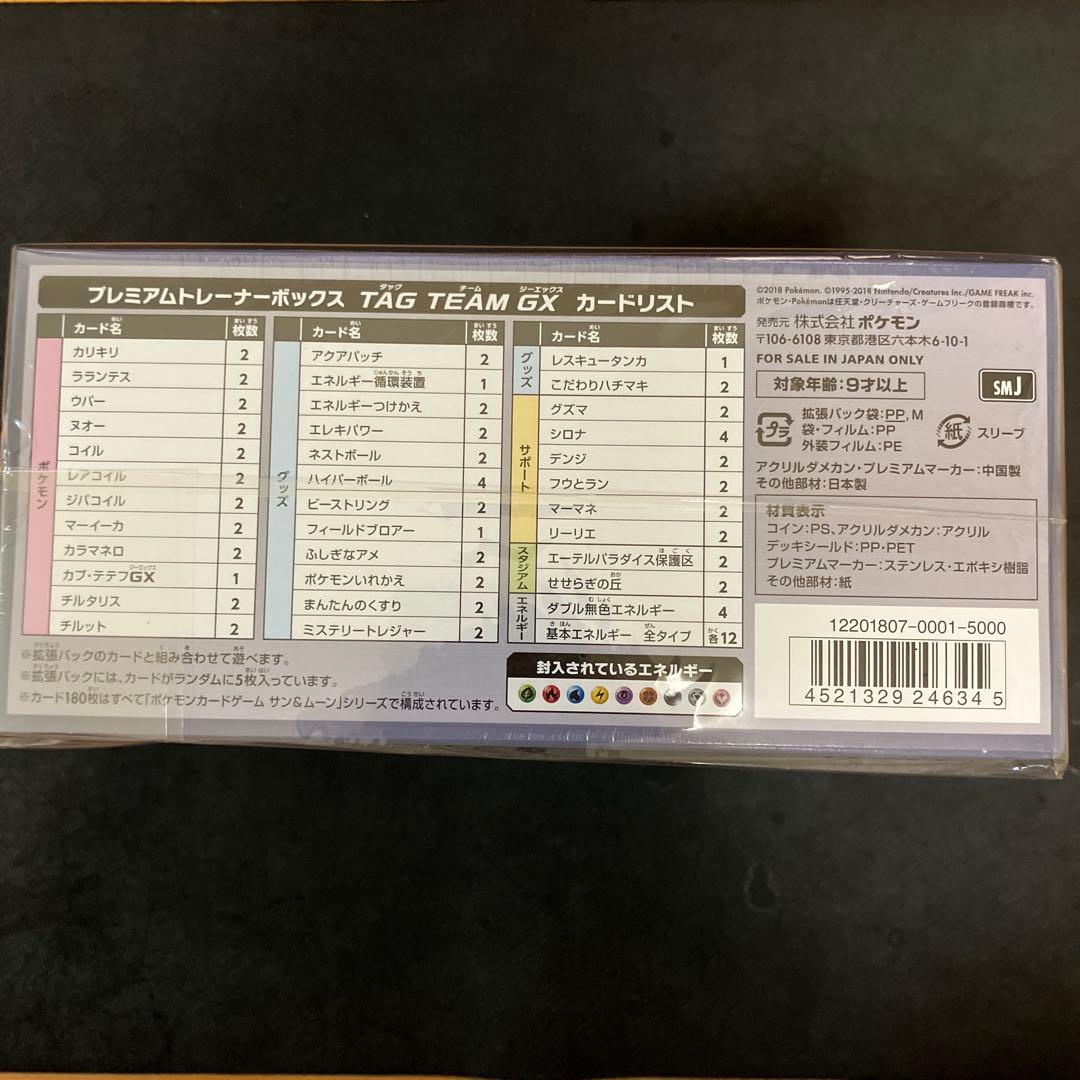 プレミアムトレーナーボックス TAG TEAM GX カードリスト
タッグ チーム ジーエックス
カード名 枚数
ポケモン
カリキリ 2
ラランテス 2
ウパー 2
ヌオー 2
コイル 2
レアコイル 2
ジバコイル 2
マーイーカ 2
カラマネロ 2
カプ・テテフGX 1
チルタリス 2
チルット 2
カード名 枚数
グッズ
アクアパッチ 2
エネルギー循環装置 1
エネルギーつけかえ 2
エレキパワー 2
ネストボール 2
ハイパーボール 4
ビーストリング 2
フィールドブロアー 1
ふしぎなアメ 2
ポケモンいれかえ 2
まんたんのくすり 2
ミステリートレジャー 2
カード名 枚数
グッズ
レスキュータンカ 1
こだわりハチマキ 2
サポート
グズマ 2
シロナ 4
デンジ 2
フウとラン 2
マーマネ 2
リーリエ 2
スタジアム
エーテルパラダイス保護区 2
せせらぎの丘 2
エネルギー
ダブル無色エネルギー 4
基本エネルギー 全タイプ 各12
※拡張パックのカードと組み合わせて遊べます。
※拡張パックには、カードがランダムに5枚入っています。
※カード180枚はすべて「ポケモンカードゲーム サン&ムーン」シリーズで構成されています。
封入されているエネルギー
©2018 Pokémon. ©1995-2018 Nintendo/Creatures Inc./GAME FREAK inc.
ポケモン・Pokémonは任天堂・クリーチャーズ・ゲームフリークの登録商標です。
発売元 株式会社 ポケモン
〒106-6108 東京都港区六本木6-10-1
FOR SALE IN JAPAN ONLY
対象年齢:9才以上
SMJ
プラ
拡張パック袋:PP,M
袋・フィルム:PP
外装フィルム:PE
紙 スリーブ
アクリルダメカン・プレミアムマーカー:中国製
その他部材:日本製
材質表示
コイン:PS、アクリルダメカン:アクリル
デッキシールド:PP・PET
プレミアムマーカー:ステンレス・エポキシ樹脂
その他部材:紙
12201807-0001-5000
4 521329 246345